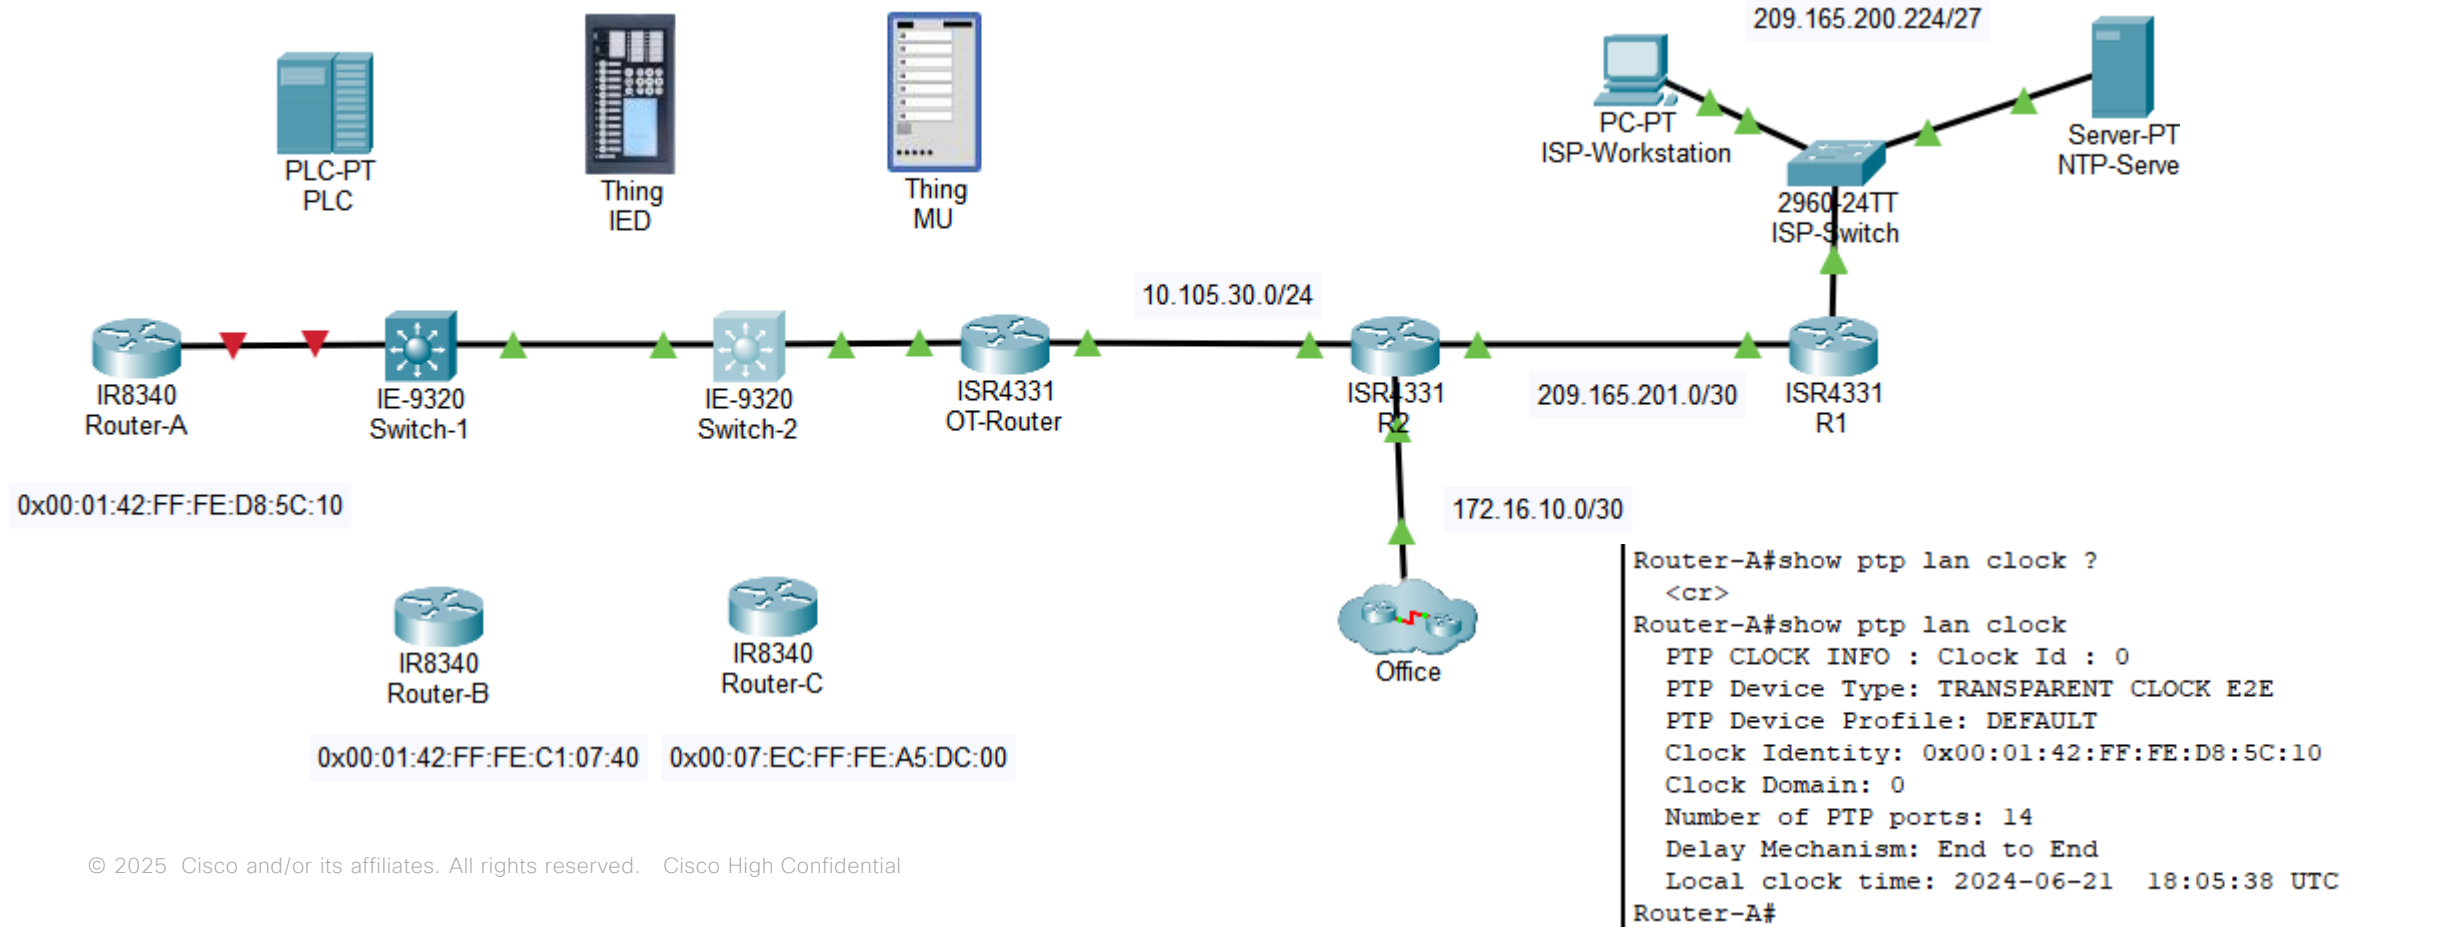 209.165.200.224/27
PLC-PT
PLC
Thing
IED
Thing
MU
PC-PT
ISP-Workstation
Server-PT
NTP-Serve
2960-24TT
ISP-Switch
10.105.30.0/24
IR8340
Router-A
IE-9320
Switch-1
IE-9320
Switch-2
ISR4331
OT-Router
ISR4331
R2
209.165.201.0/30
ISR4331
R1
0x00:01:42:FF:FE:D8:5C:10
172.16.10.0/30
IR8340
Router-B
IR8340
Router-C
Office
0x00:01:42:FF:FE:C1:07:40
0x00:07:EC:FF:FE:A5:DC:00
Router-A#show ptp lan clock ?
<cr>
Router-A#show ptp lan clock
PTP CLOCK INFO : Clock Id : 0
PTP Device Type: TRANSPARENT CLOCK E2E
PTP Device Profile: DEFAULT
Clock Identity: 0x00:01:42:FF:FE:D8:5C:10
Clock Domain: 0
Number of PTP ports: 14
Delay Mechanism: End to End
Local clock time: 2024-06-21 18:05:38 UTC
Router-A#
© 2025 Cisco and/or its affiliates. All rights reserved. Cisco High Confidential